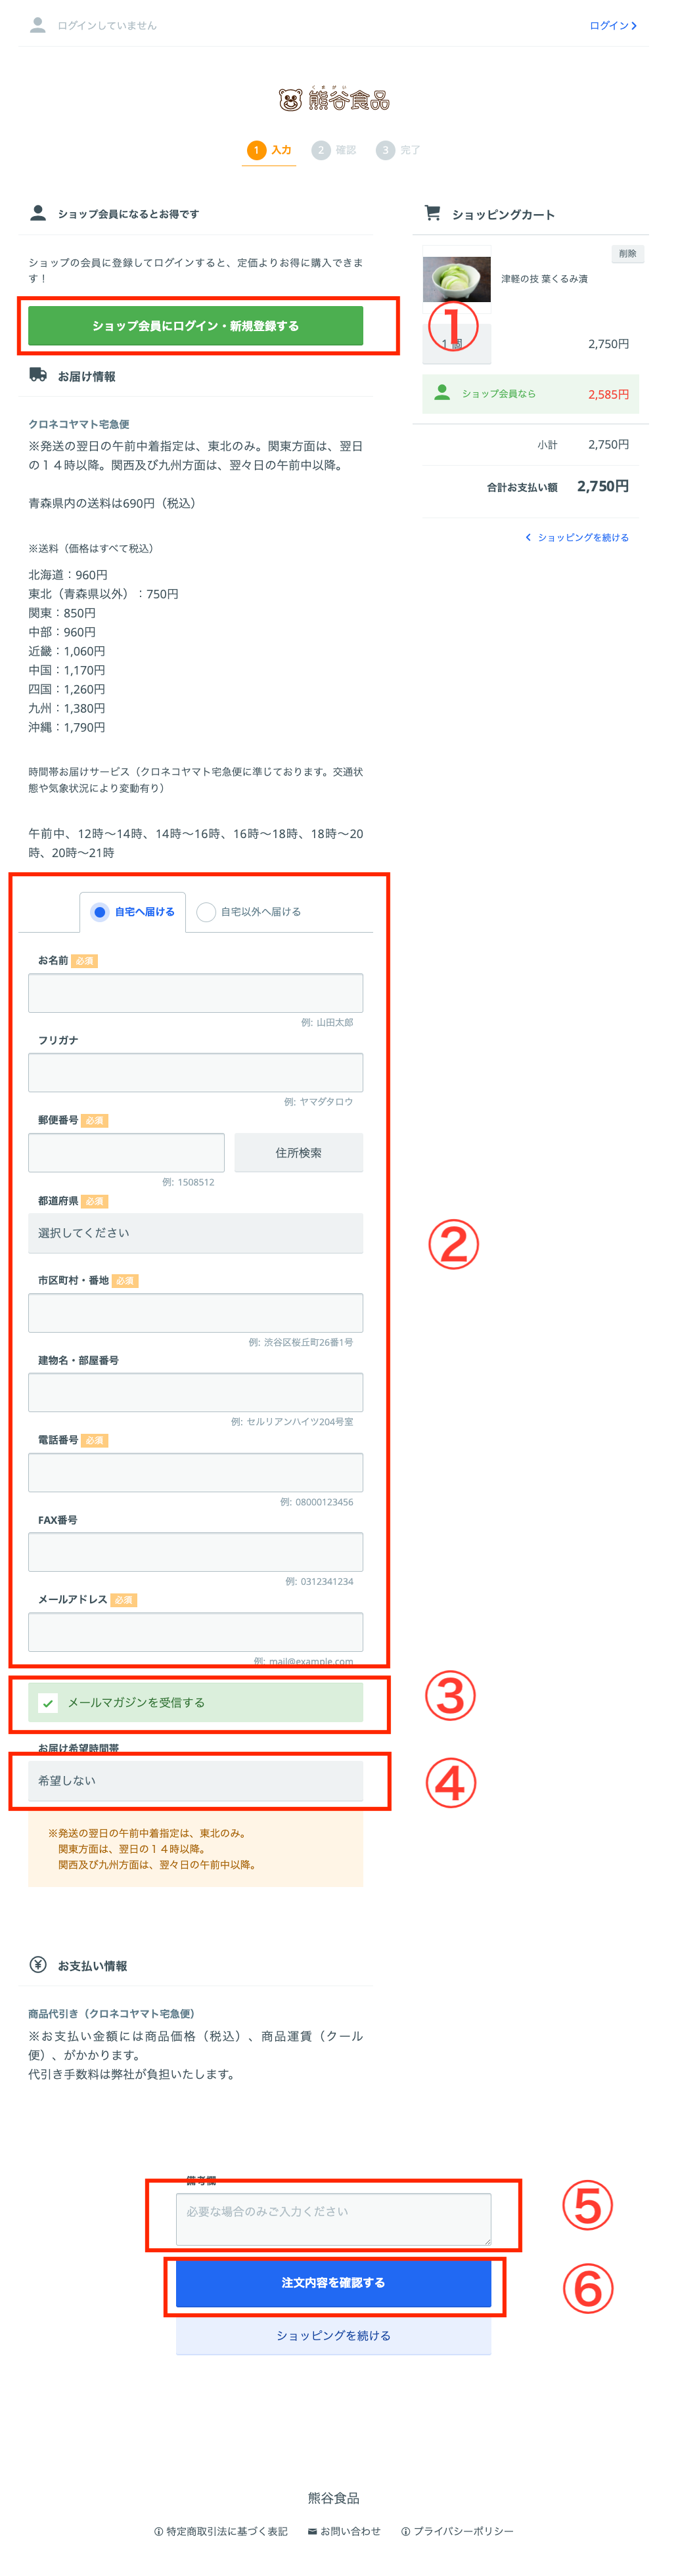 ログインしていません
ログイン
くまがい
熊谷食品
1 入力
2 確認
3 完了
ショップ会員になるとお得です
ショップの会員に登録してログインすると、定価よりお得に購入できま
す！
ショップ会員にログイン・新規登録する
ショッピングカート
削除
津軽の技 葉くるみ漬
①
1 個
2,750円
ショップ会員なら
2,585円
小計
2,750円
合計お支払い額
2,750円
ショッピングを続ける
お届け情報
クロネコヤマト宅急便
※発送の翌日の午前中着指定は、東北のみ。関東方面は、翌日
の１４時以降。関西及び九州方面は、翌々日の午前中以降。
青森県内の送料は690円（税込）
※送料（価格はすべて税込）
北海道：960円
東北（青森県以外）：750円
関東：850円
中部：960円
近畿：1,060円
中国：1,170円
四国：1,260円
九州：1,380円
沖縄：1,790円
時間帯お届けサービス（クロネコヤマト宅急便に準じております。交通状
態や気象状況により変動有り）
午前中、12時〜14時、14時〜16時、16時〜18時、18時〜20
時、20時〜21時
自宅へ届ける
自宅以外へ届ける
お名前 必須
例: 山田太郎
フリガナ
例: ヤマダタロウ
郵便番号 必須
住所検索
例: 1508512
都道府県 必須
選択してください
②
市区町村・番地 必須
例: 渋谷区桜丘町26番1号
建物名・部屋番号
例: セルリアンハイツ204号室
電話番号 必須
例: 08000123456
FAX番号
例: 0312341234
メールアドレス 必須
例: mail@example.com
メールマガジンを受信する
③
お届け希望時間帯
希望しない
④
※発送の翌日の午前中着指定は、東北のみ。
関東方面は、翌日の１４時以降。
関西及び九州方面は、翌々日の午前中以降。
お支払い情報
商品代引き（クロネコヤマト宅急便）
※お支払い金額には商品価格（税込）、商品運賃（クール
便）、がかかります。
代引き手数料は弊社が負担いたします。
備考欄
必要な場合のみご入力ください
⑤
注文内容を確認する
⑥
ショッピングを続ける
熊谷食品
特定商取引法に基づく表記
お問い合わせ
プライバシーポリシー